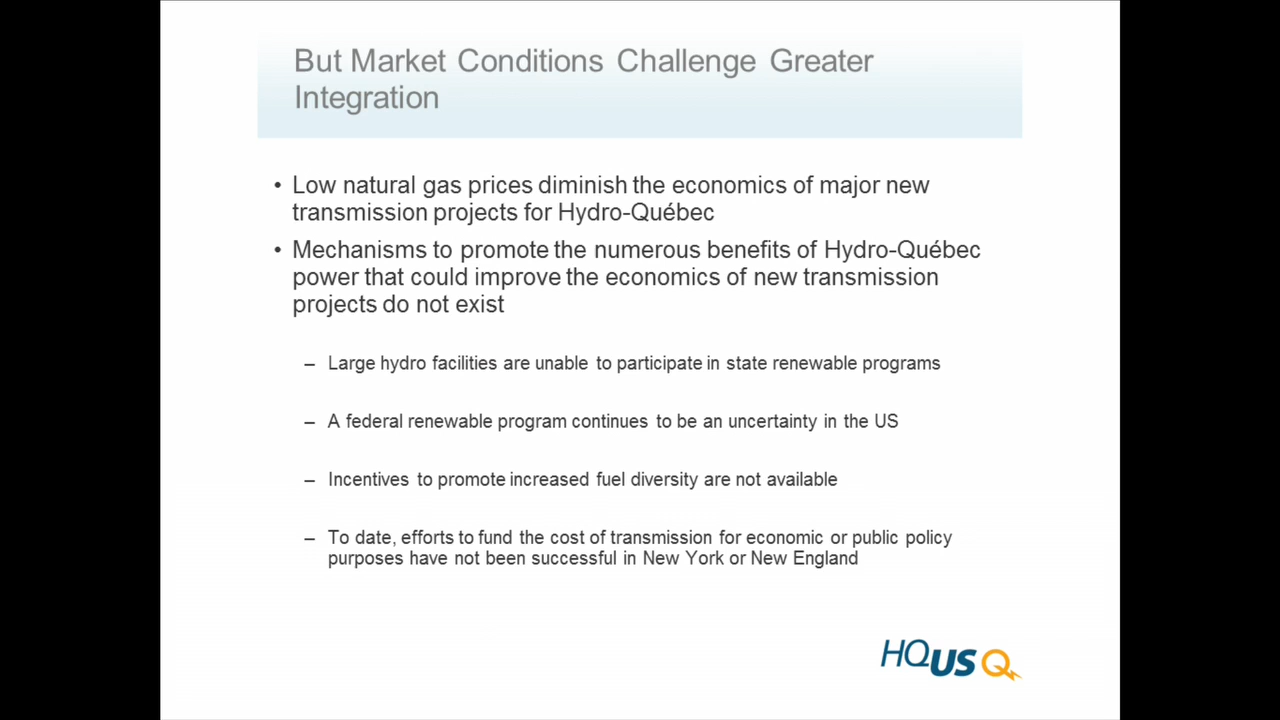 But Market Conditions Challenge Greater
Integration
• Low natural gas prices diminish the economics of major new
transmission projects for Hydro-Québec
• Mechanisms to promote the numerous benefits of Hydro-Québec
power that could improve the economics of new transmission
projects do not exist
– Large hydro facilities are unable to participate in state renewable programs
– A federal renewable program continues to be an uncertainty in the US
– Incentives to promote increased fuel diversity are not available
– To date, efforts to fund the cost of transmission for economic or public policy
purposes have not been successful in New York or New England
HQUS